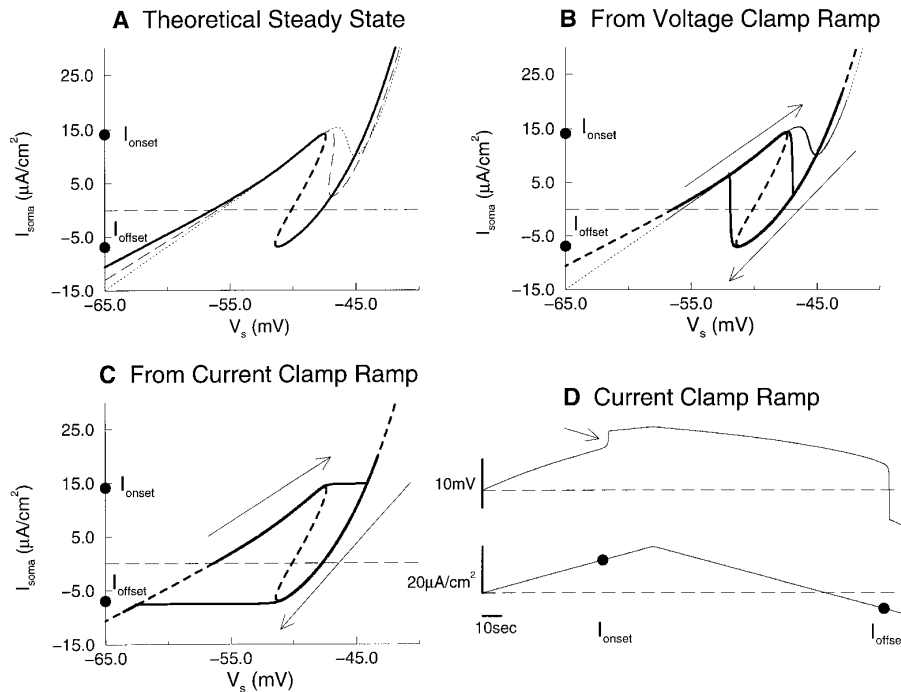 A Theoretical Steady State
25.0
15.0
5.0
−5.0
−15.0
I_soma (μA/cm²)
I_onset
I_offset
−65.0 −55.0 −45.0
V_s (mV)
B From Voltage Clamp Ramp
25.0
15.0
5.0
−5.0
−15.0
I_soma (μA/cm²)
I_onset
I_offset
−65.0 −55.0 −45.0
V_s (mV)
C From Current Clamp Ramp
25.0
15.0
5.0
−5.0
−15.0
I_soma (μA/cm²)
I_onset
I_offset
−65.0 −55.0 −45.0
V_s (mV)
D Current Clamp Ramp
10mV
20μA/cm²
10sec
I_onset
I_offset